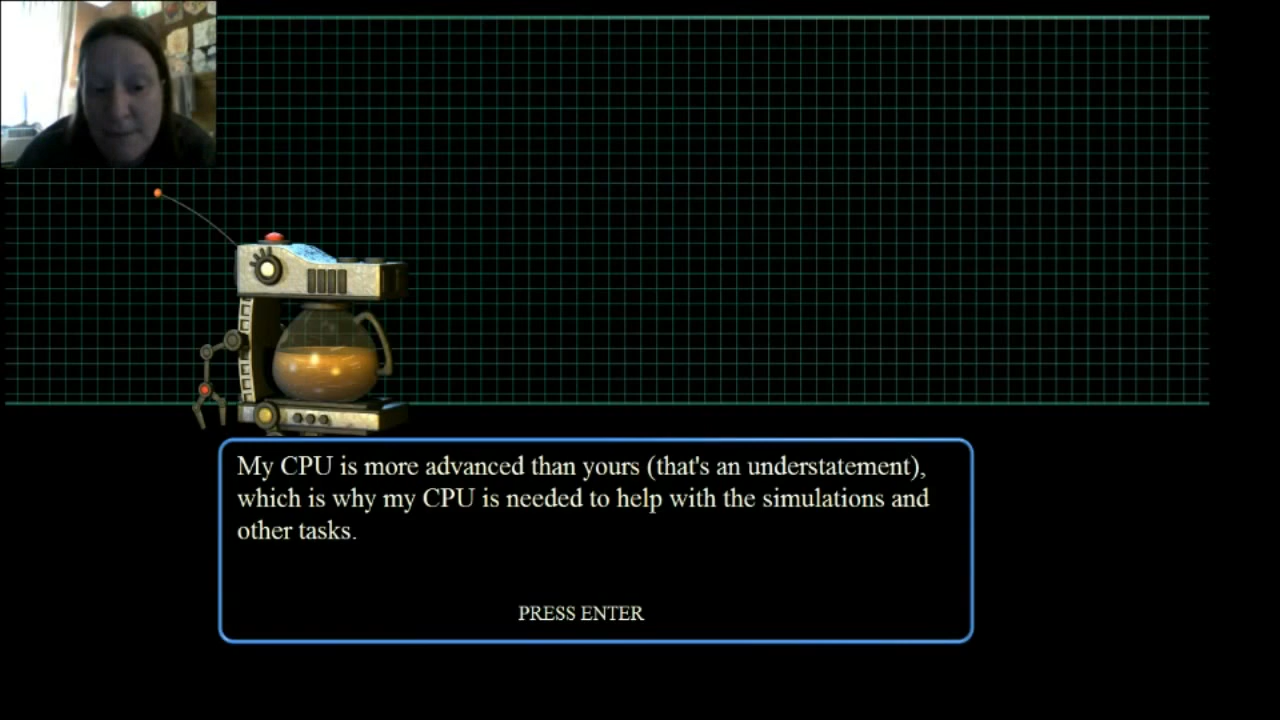 My CPU is more advanced than yours (that's an understatement),
which is why my CPU is needed to help with the simulations and
other tasks.
PRESS ENTER